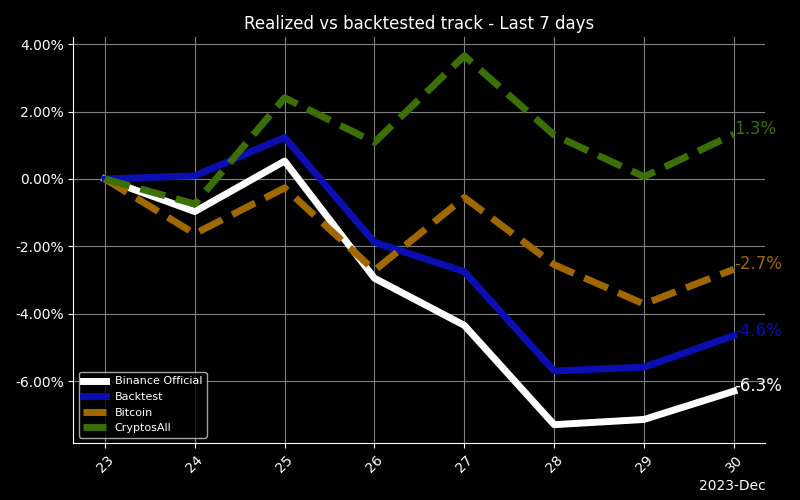 Realized vs backtested track - Last 7 days
4.00%
2.00%
0.00%
-2.00%
-4.00%
-6.00%
1.3%
-2.7%
-4.6%
-6.3%
Binance Official
Backtest
Bitcoin
CryptosAll
23 24 25 26 27 28 29 30
2023-Dec